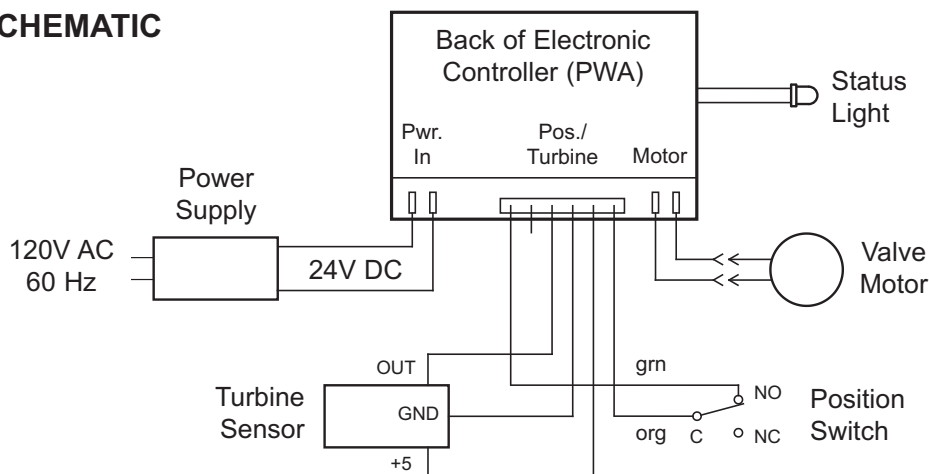 CHEMATIC
Back of Electronic
Controller (PWA)
Status
Light
Pwr.
In
Pos./
Turbine
Motor
Power
Supply
120V AC
60 Hz
24V DC
Valve
Motor
OUT
grn
Turbine
Sensor
GND
NO
Position
Switch
org
C
NC
+5